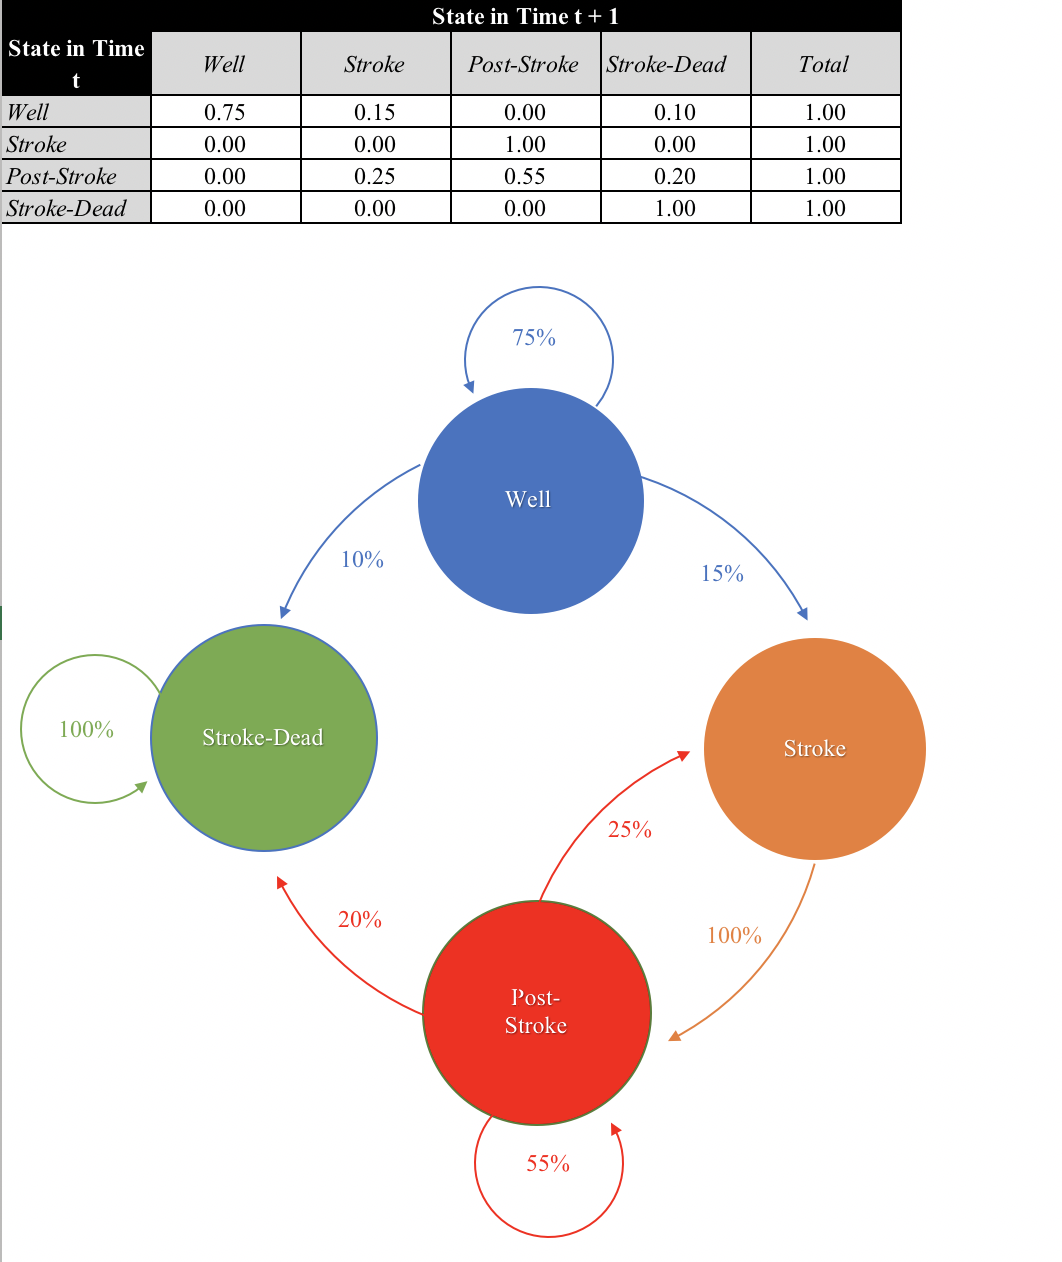 State in Time t + 1
State in Time
t
Well Stroke Post-Stroke Stroke-Dead Total
Well 0.75 0.15 0.00 0.10 1.00
Stroke 0.00 0.00 1.00 0.00 1.00
Post-Stroke 0.00 0.25 0.55 0.20 1.00
Stroke-Dead 0.00 0.00 0.00 1.00 1.00
75%
Well
10%
15%
100%
Stroke-Dead
Stroke
25%
20%
100%
Post-
Stroke
55%